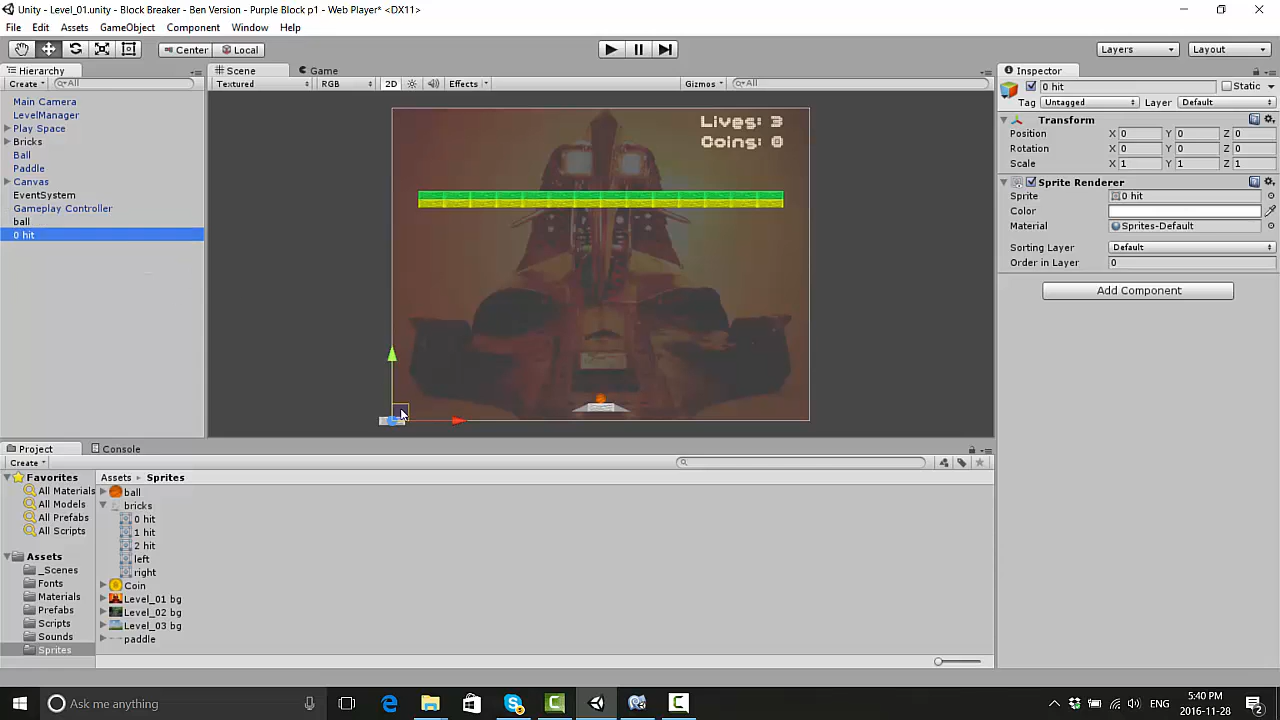 Unity - Level_01.unity - Block Breaker - Ben Version - Purple Block p1 - Web Player* <DX11>
File Edit Assets GameObject Component Window Help
Center Local Layers Layout
Hierarchy
Create All
Main Camera
LevelManager
Play Space
Bricks
Ball
Paddle
Canvas
EventSystem
Gameplay Controller
ball
0 hit
Scene Game
Textured RGB 2D Effects Gizmos All
Lives: 3
Coins: 0
Inspector
0 hit Static
Tag Untagged Layer Default
Transform
Position X 0 Y 0 Z 0
Rotation X 0 Y 0 Z 0
Scale X 1 Y 1 Z 1
Sprite Renderer
Sprite 0 hit
Color
Material Sprites-Default
Sorting Layer Default
Order in Layer 0
Add Component
Project Console
Create
Favorites
All Materials
All Models
All Prefabs
All Scripts
Assets
_Scenes
Fonts
Materials
Prefabs
Scripts
Sounds
Sprites
Assets Sprites
ball
bricks
0 hit
1 hit
2 hit
left
right
Coin
Level_01 bg
Level_02 bg
Level_03 bg
paddle
Ask me anything
ENG
5:40 PM
2016-11-28
2